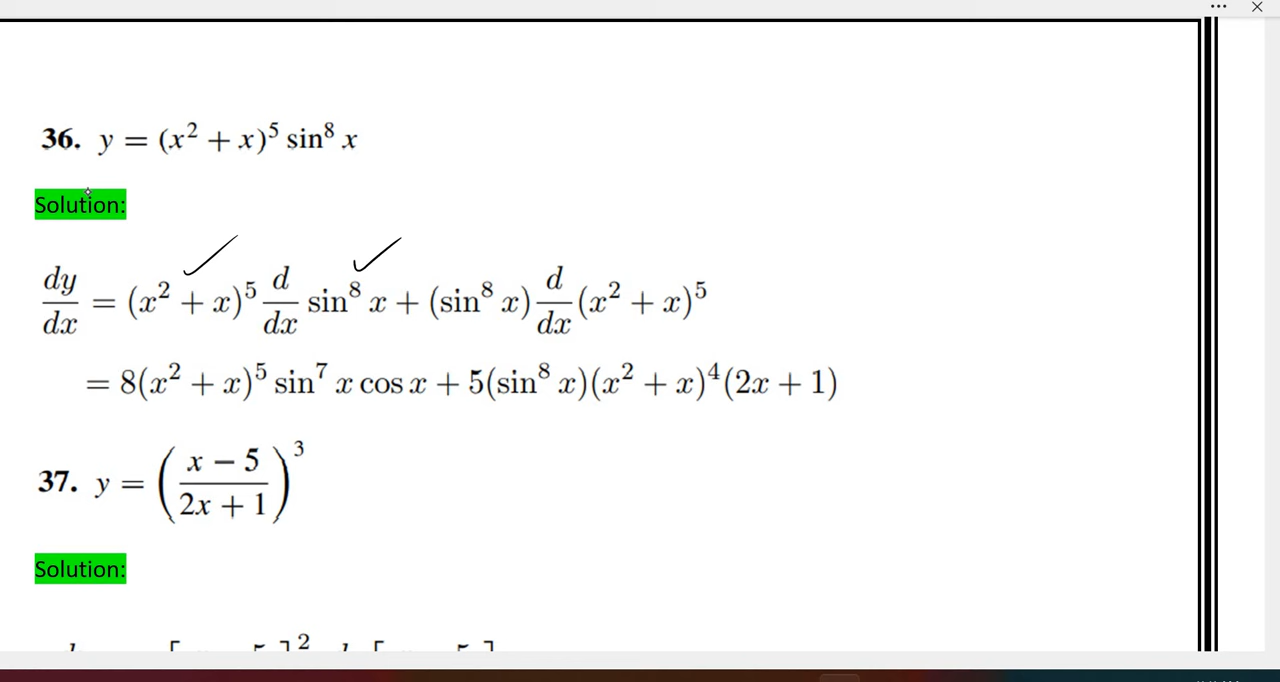 36. y = (x² + x)⁵ sin⁸ x
Solution:
dy/dx = (x² + x)⁵ d/dx sin⁸ x + (sin⁸ x) d/dx (x² + x)⁵
= 8(x² + x)⁵ sin⁷ x cos x + 5(sin⁸ x)(x² + x)⁴(2x + 1)
37. y = ((x − 5)/(2x + 1))³
Solution: